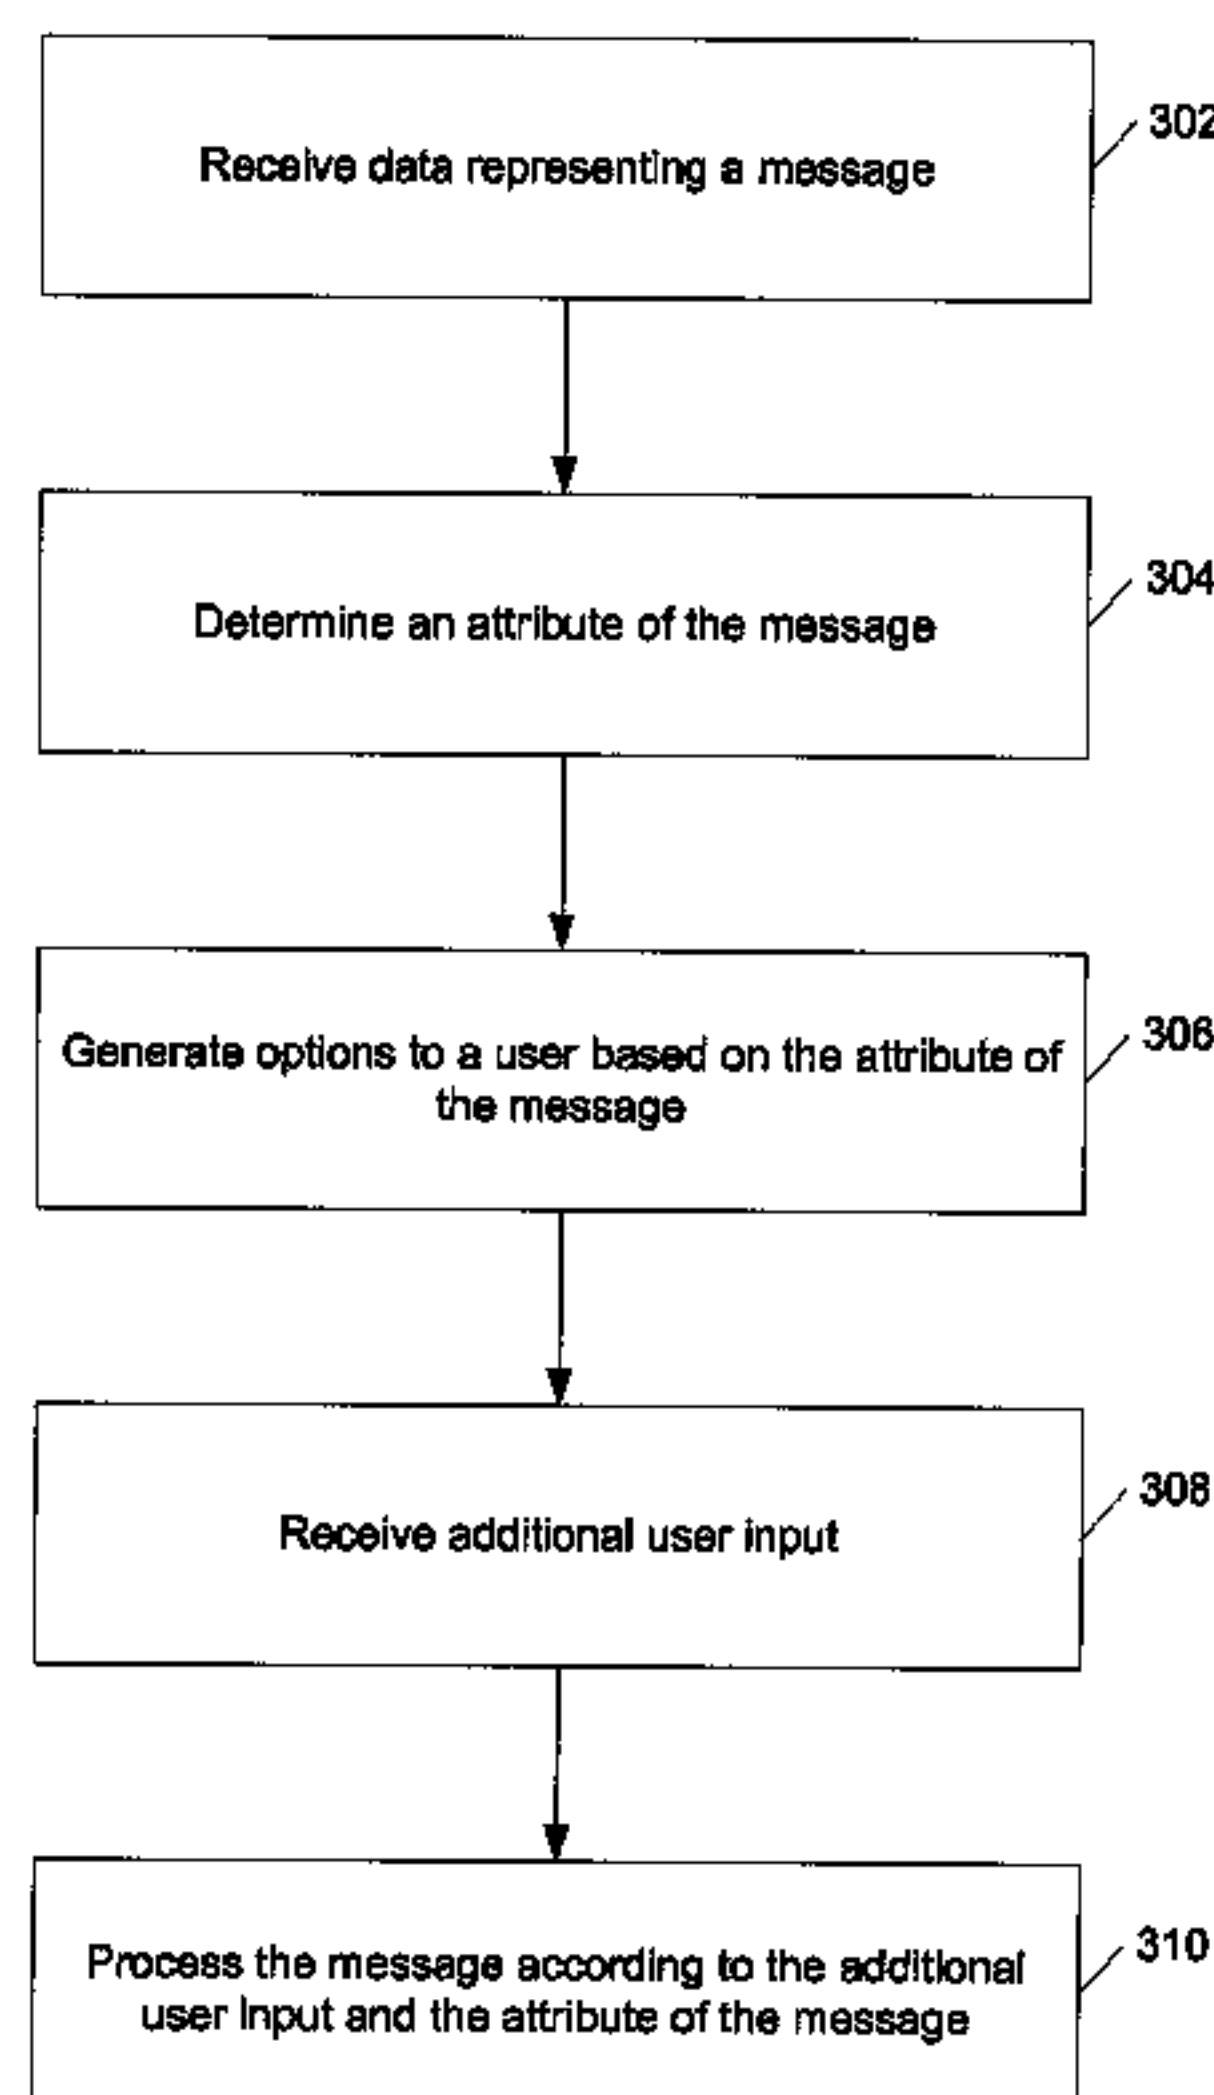 Receive data representing a message
302
Determine an attribute of the message
304
Generate options to a user based on the attribute of
the message
306
Receive additional user input
308
Process the message according to the additional
user input and the attribute of the message
310